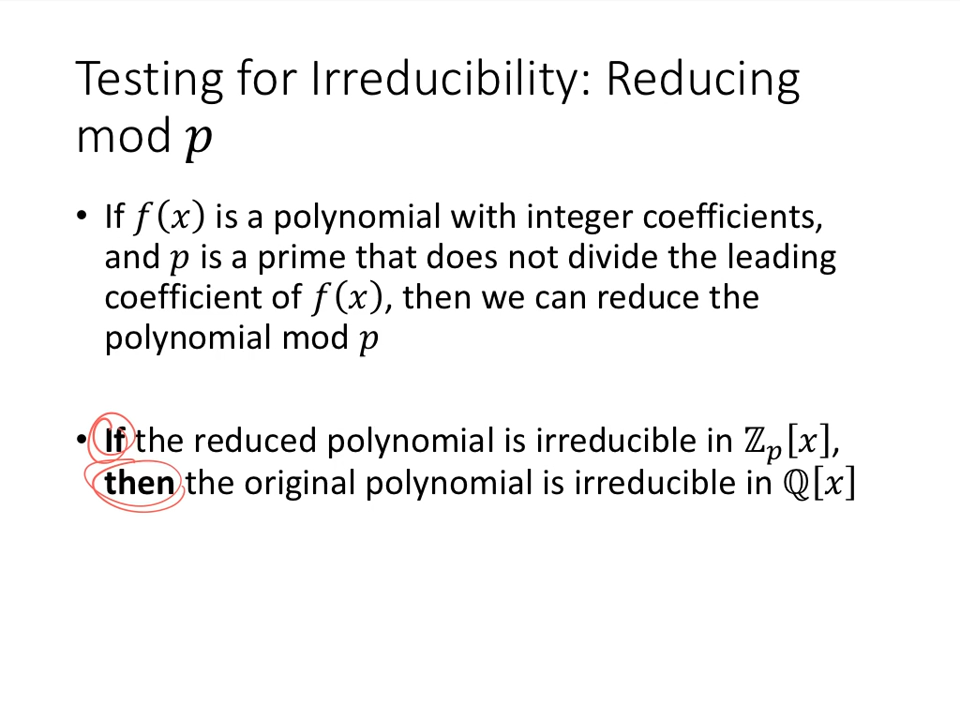 Testing for Irreducibility: Reducing
mod 𝑝
• If 𝑓(𝑥) is a polynomial with integer coefficients,
and 𝑝 is a prime that does not divide the leading
coefficient of 𝑓(𝑥), then we can reduce the
polynomial mod 𝑝
• If the reduced polynomial is irreducible in ℤ𝑝[𝑥],
then the original polynomial is irreducible in ℚ[𝑥]